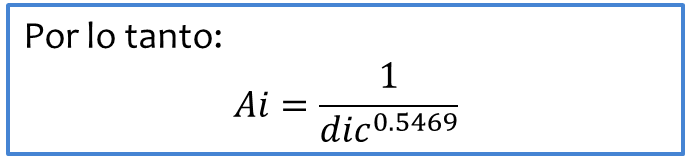 Por lo tanto:
Ai = 1 / dic^0.5469